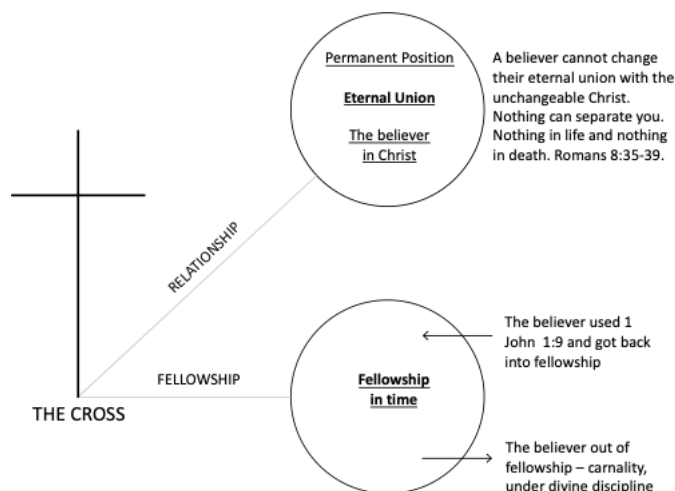 Permanent Position
Eternal Union
The believer
in Christ
A believer cannot change
their eternal union with the
unchangeable Christ.
Nothing can separate you.
Nothing in life and nothing
in death. Romans 8:35-39.
RELATIONSHIP
FELLOWSHIP
THE CROSS
Fellowship
in time
The believer used 1
John 1:9 and got back
into fellowship
The believer out of
fellowship – carnality,
under divine discipline